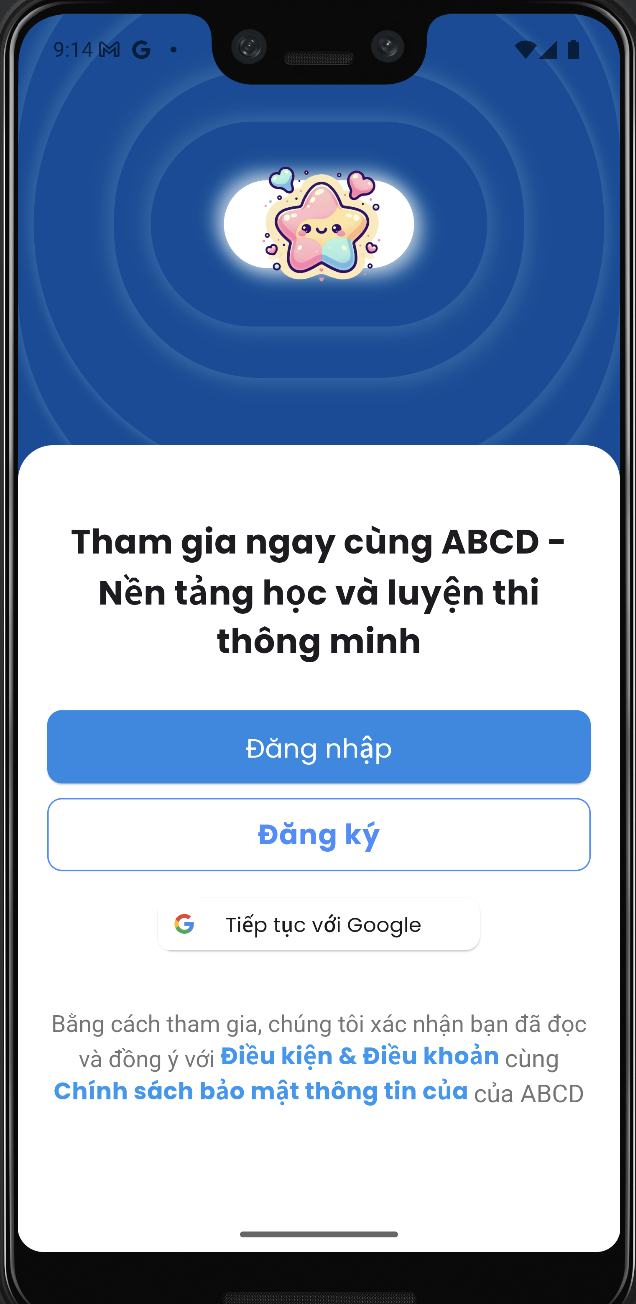 9:14
Tham gia ngay cùng ABCD -
Nền tảng học và luyện thi
thông minh
Đăng nhập
Đăng ký
Tiếp tục với Google
Bằng cách tham gia, chúng tôi xác nhận bạn đã đọc
và đồng ý với Điều kiện & Điều khoản cùng
Chính sách bảo mật thông tin của của ABCD